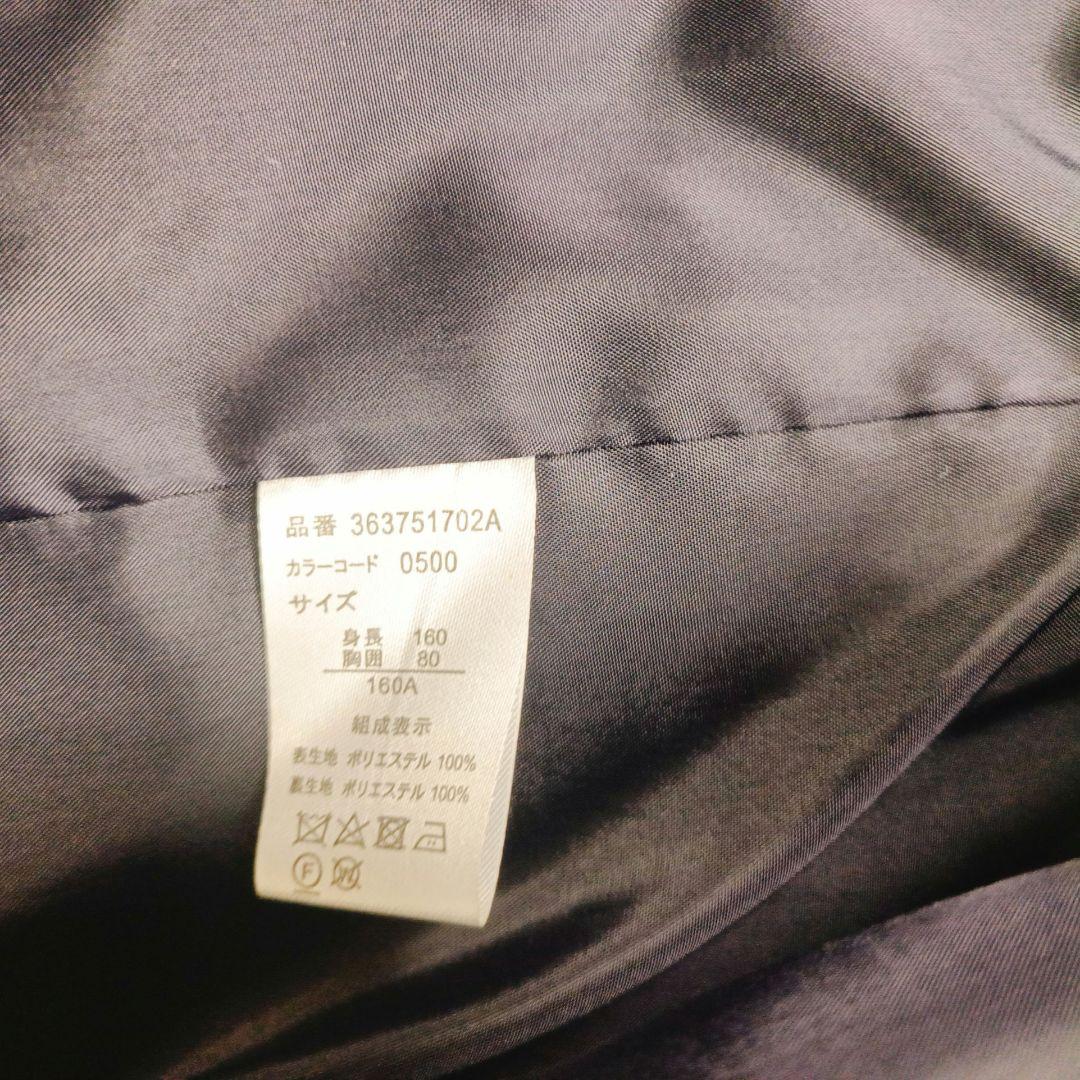 品番 363751702A
カラーコード 0500
サイズ
身長 160
胸囲 80
160A
組成表示
表生地 ポリエステル 100%
裏生地 ポリエステル 100%
F W